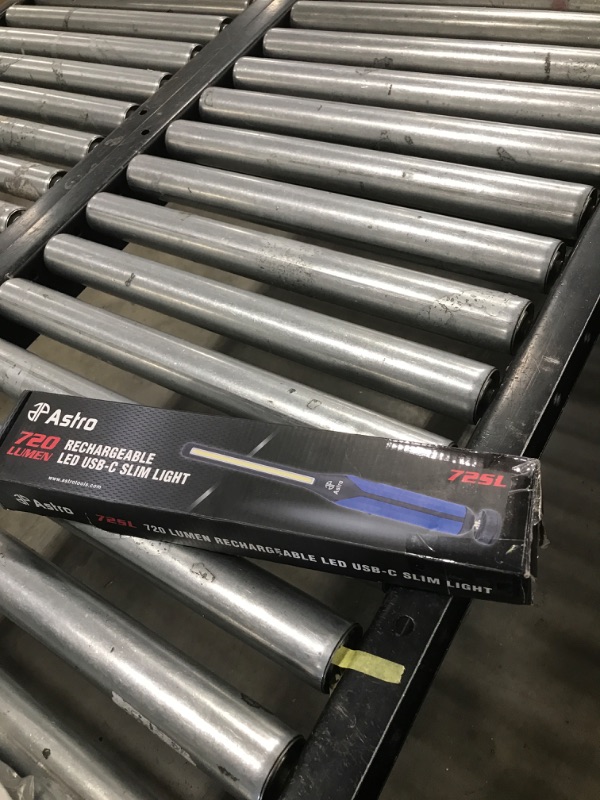 Astro
720 LUMEN
RECHARGEABLE
LED USB-C SLIM LIGHT
www.astrotools.com
Astro
72SL
Astro 72SL 720 LUMEN RECHARGEABLE LED USB-C SLIM LIGHT